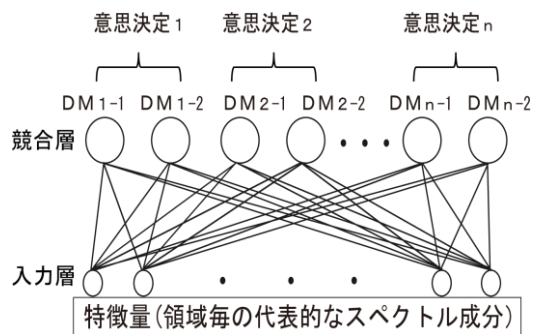 意思決定1 意思決定2 意思決定n
DM1-1 DM1-2 DM2-1 DM2-2 DMn-1 DMn-2
競合層 ・・・
入力層 ・ ・ ・
特徴量(領域毎の代表的なスペクトル成分)